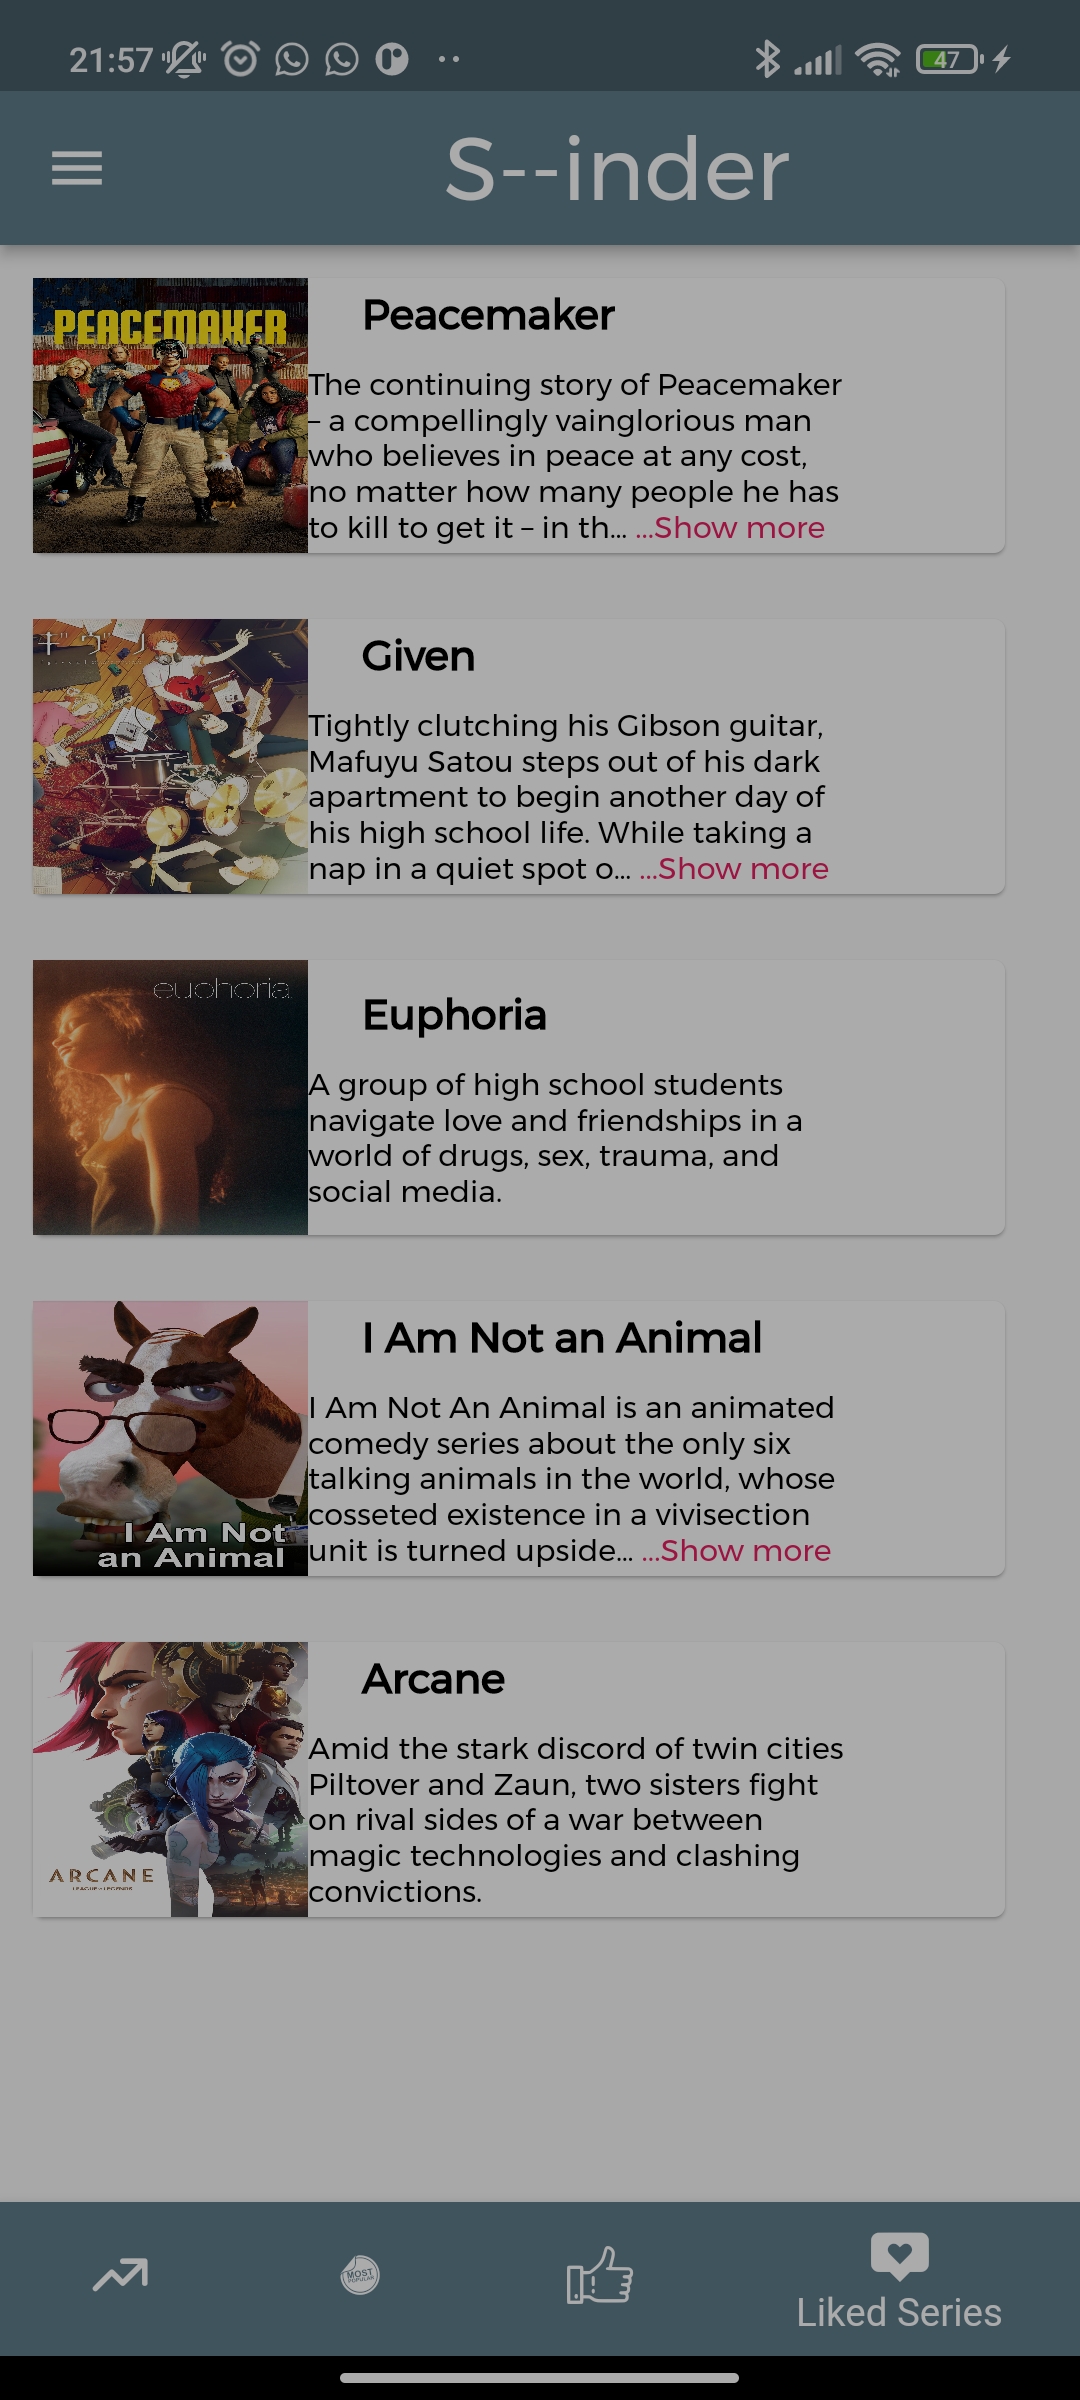 21:57
47
S--inder
PEACEMAKER
Peacemaker
The continuing story of Peacemaker
– a compellingly vainglorious man
who believes in peace at any cost,
no matter how many people he has
to kill to get it – in th... ...Show more
ギヴン
Given
Tightly clutching his Gibson guitar,
Mafuyu Satou steps out of his dark
apartment to begin another day of
his high school life. While taking a
nap in a quiet spot o... ...Show more
euphoria
Euphoria
A group of high school students
navigate love and friendships in a
world of drugs, sex, trauma, and
social media.
I Am Not
an Animal
I Am Not an Animal
I Am Not An Animal is an animated
comedy series about the only six
talking animals in the world, whose
cosseted existence in a vivisection
unit is turned upside... ...Show more
ARCANE
LEAGUE OF LEGENDS
Arcane
Amid the stark discord of twin cities
Piltover and Zaun, two sisters fight
on rival sides of a war between
magic technologies and clashing
convictions.
MOST
POPULAR
Liked Series